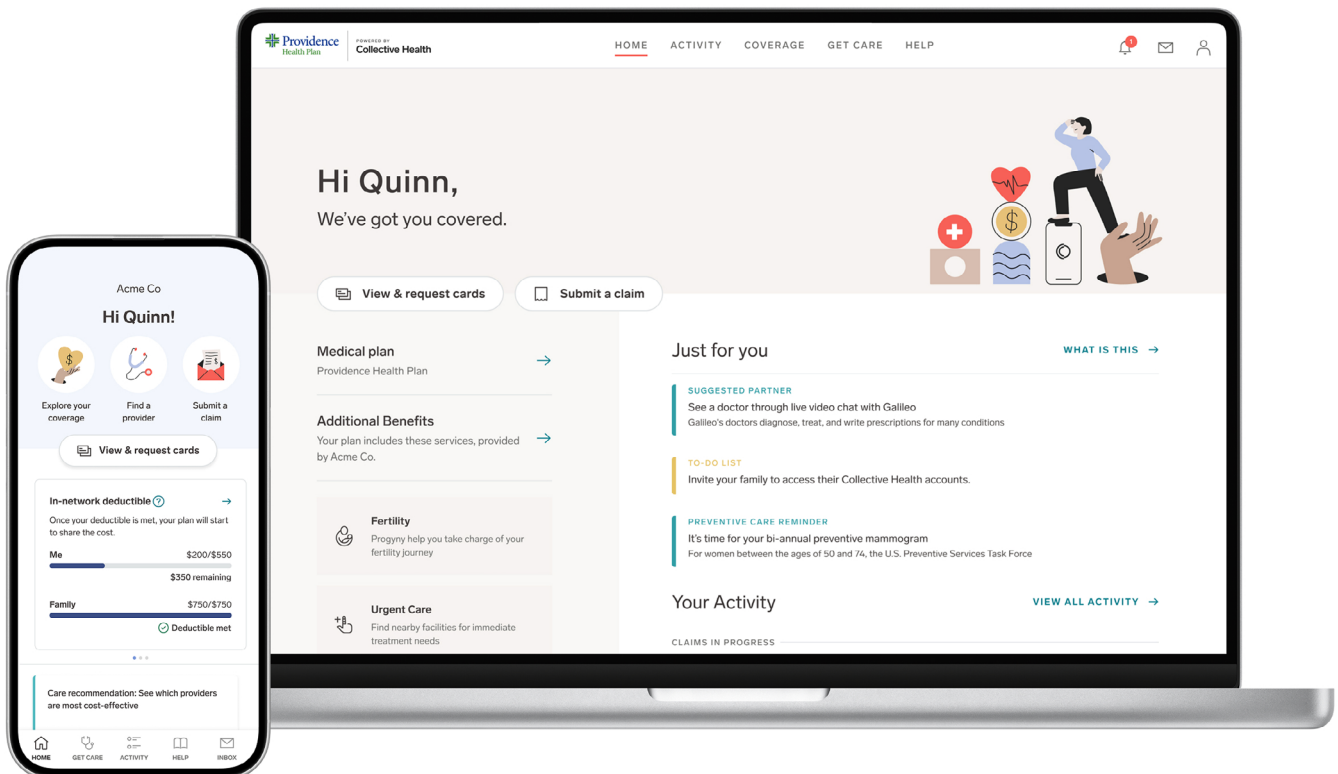 Providence
Health Plan
POWERED BY
Collective Health
HOME ACTIVITY COVERAGE GET CARE HELP
1
Hi Quinn,
We've got you covered.
$
View & request cards
Submit a claim
Medical plan
Providence Health Plan
Additional Benefits
Your plan includes these services, provided
by Acme Co.
Fertility
Progyny help you take charge of your
fertility journey
Urgent Care
Find nearby facilities for immediate
treatment needs
Just for you
WHAT IS THIS
SUGGESTED PARTNER
See a doctor through live video chat with Galileo
Galileo's doctors diagnose, treat, and write prescriptions for many conditions
TO-DO LIST
Invite your family to access their Collective Health accounts.
PREVENTIVE CARE REMINDER
It's time for your bi-annual preventive mammogram
For women between the ages of 50 and 74, the U.S. Preventive Services Task Force
Your Activity
VIEW ALL ACTIVITY
CLAIMS IN PROGRESS
Acme Co
Hi Quinn!
$
$
Explore your
coverage
Find a
provider
Submit a
claim
View & request cards
In-network deductible ?
Once your deductible is met, your plan will start
to share the cost.
Me $200/$550
$350 remaining
Family $750/$750
Deductible met
Care recommendation: See which providers
are most cost-effective
HOME GET CARE ACTIVITY HELP INBOX